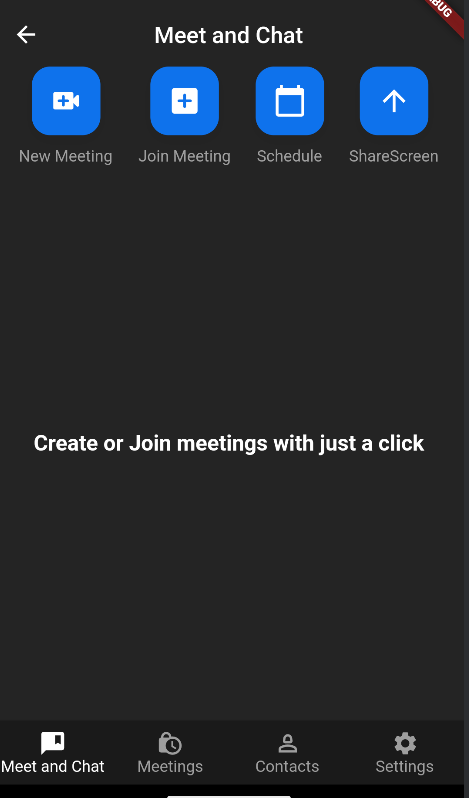 Meet and Chat
New Meeting
Join Meeting
Schedule
ShareScreen
Create or Join meetings with just a click
Meet and Chat
Meetings
Contacts
Settings